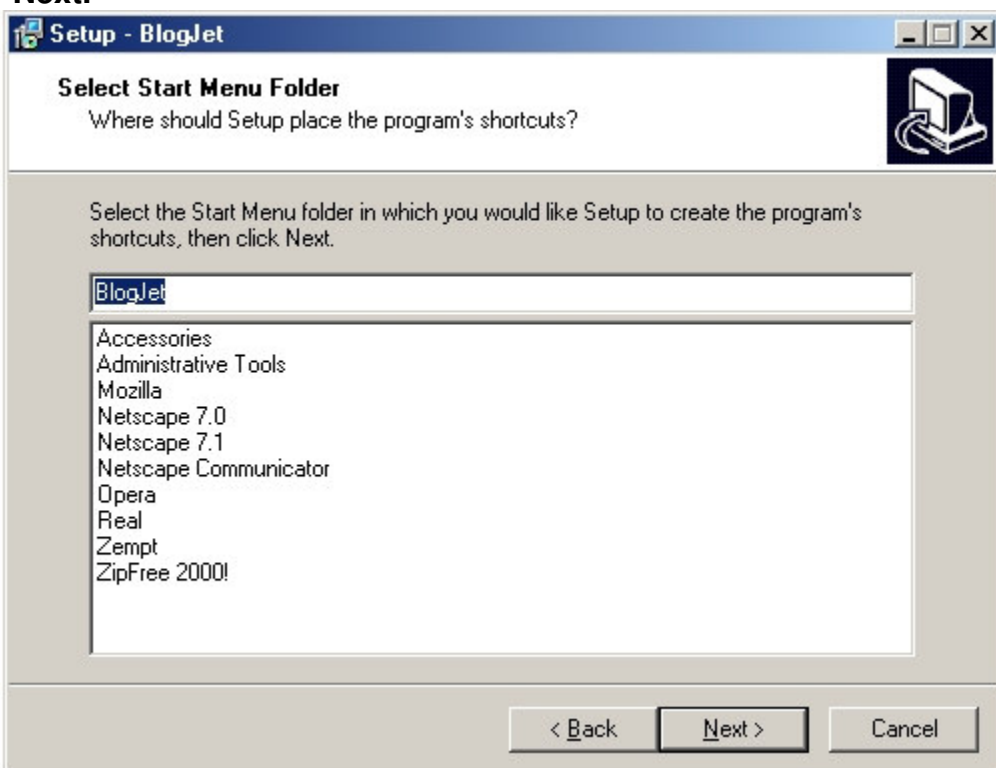 Next.
Setup - BlogJet
Select Start Menu Folder
Where should Setup place the program's shortcuts?
Select the Start Menu folder in which you would like Setup to create the program's
shortcuts, then click Next.
BlogJet
Accessories
Administrative Tools
Mozilla
Netscape 7.0
Netscape 7.1
Netscape Communicator
Opera
Real
Zempt
ZipFree 2000!
< Back Next > Cancel